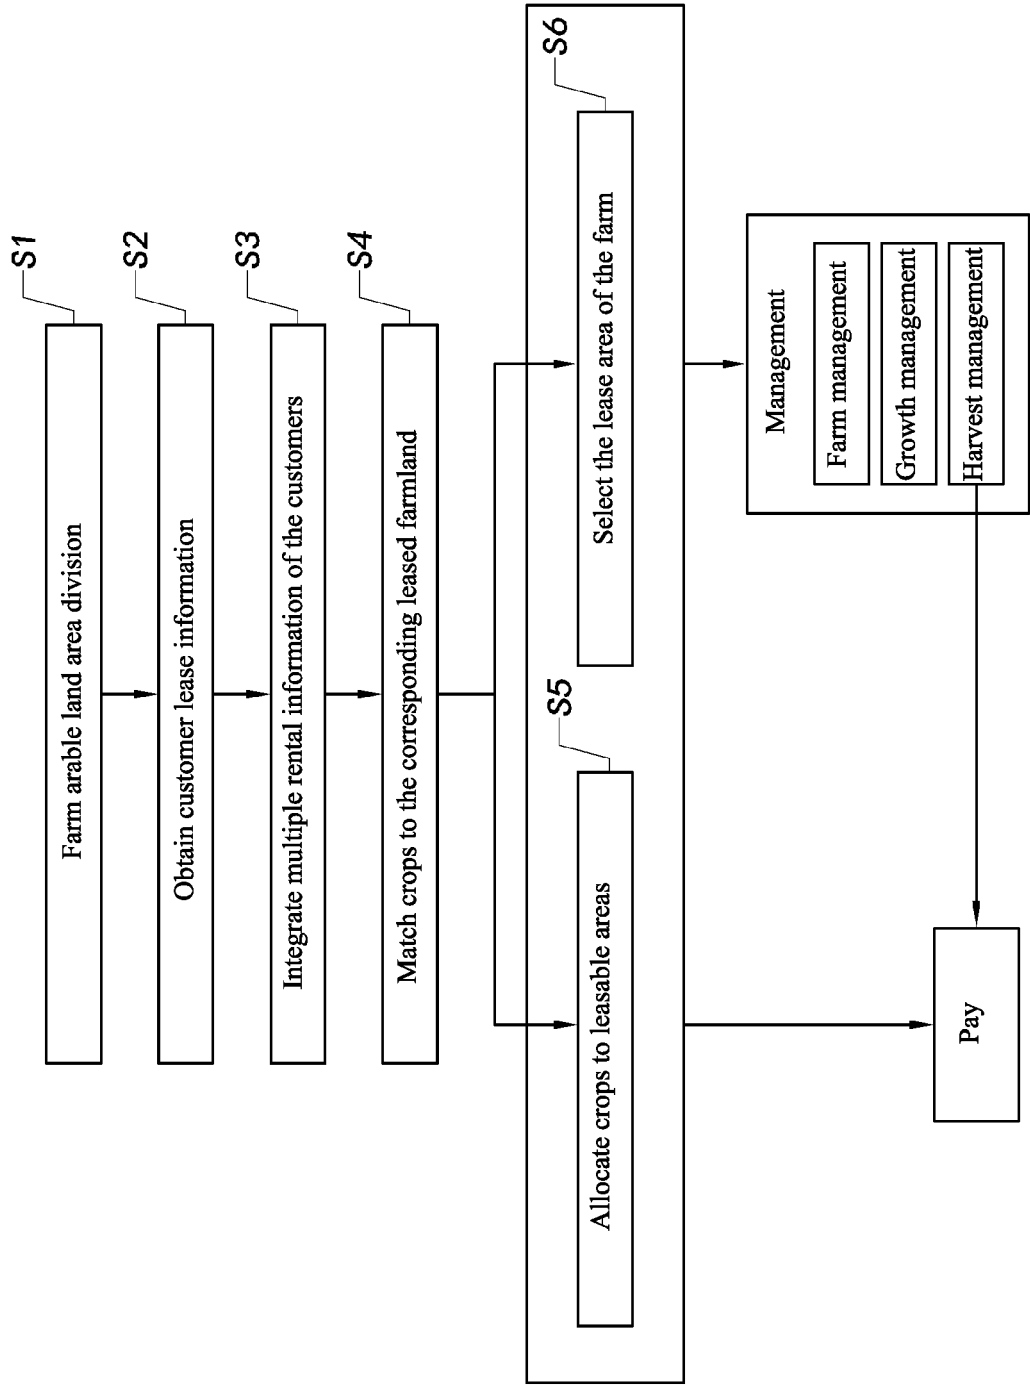 S1
Farm arable land area division
S2
Obtain customer lease information
S3
Integrate multiple rental information of the customers
S4
Match crops to the corresponding leased farmland
S5
Allocate crops to leasable areas
S6
Select the lease area of the farm
Management
Farm management
Growth management
Harvest management
Pay